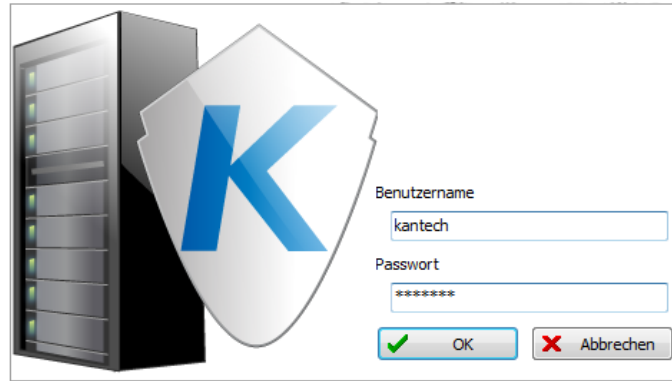 K
Benutzername
kantech
Passwort
*******
OK
Abbrechen